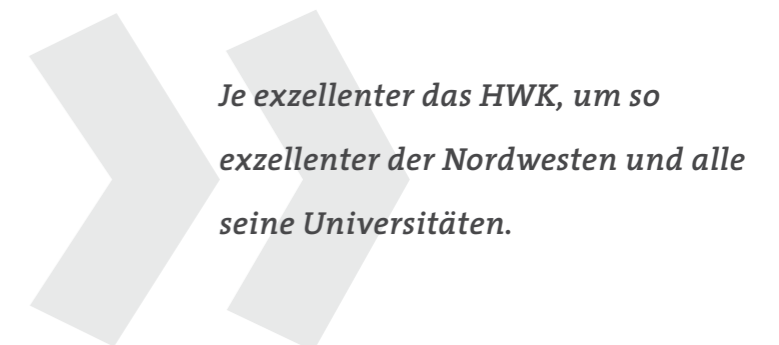 Je exzellenter das HWK, um so
exzellenter der Nordwesten und alle
seine Universitäten.